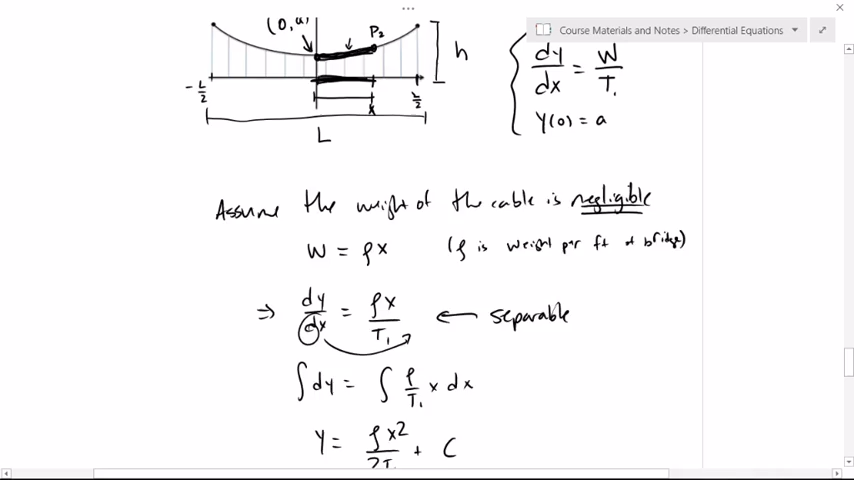 Course Materials and Notes > Differential Equations
(0, a)
P₂
h
-L/2
x
L/2
L
dy/dx = W/T₁
Y(0) = a
Assume the weight of the cable is negligible
W = ρx (ρ is weight per ft of bridge)
⇒ dy/dx = ρx/T₁ ← separable
∫dy = ∫ ρ/T₁ x dx
Y = ρx²/2T₁ + C